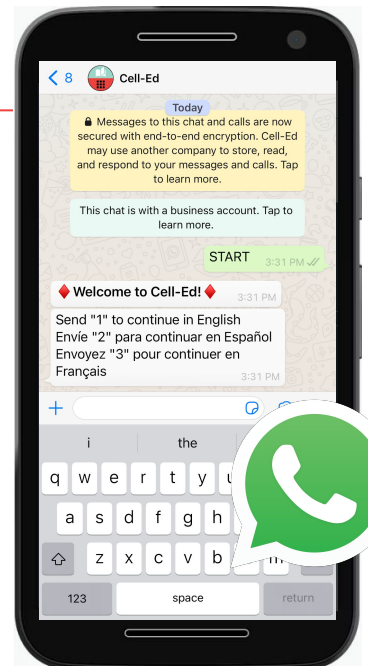 8 Cell-Ed
Today
Messages to this chat and calls are now
secured with end-to-end encryption. Cell-Ed
may use another company to store, read,
and respond to your messages and calls. Tap
to learn more.
This chat is with a business account. Tap to
learn more.
START 3:31 PM
Welcome to Cell-Ed!
3:31 PM
Send "1" to continue in English
Envíe "2" para continuar en Español
Envoyez "3" pour continuer en
Français
3:31 PM
i the
q w e r t y
a s d f g h
z x c v b
123 space return